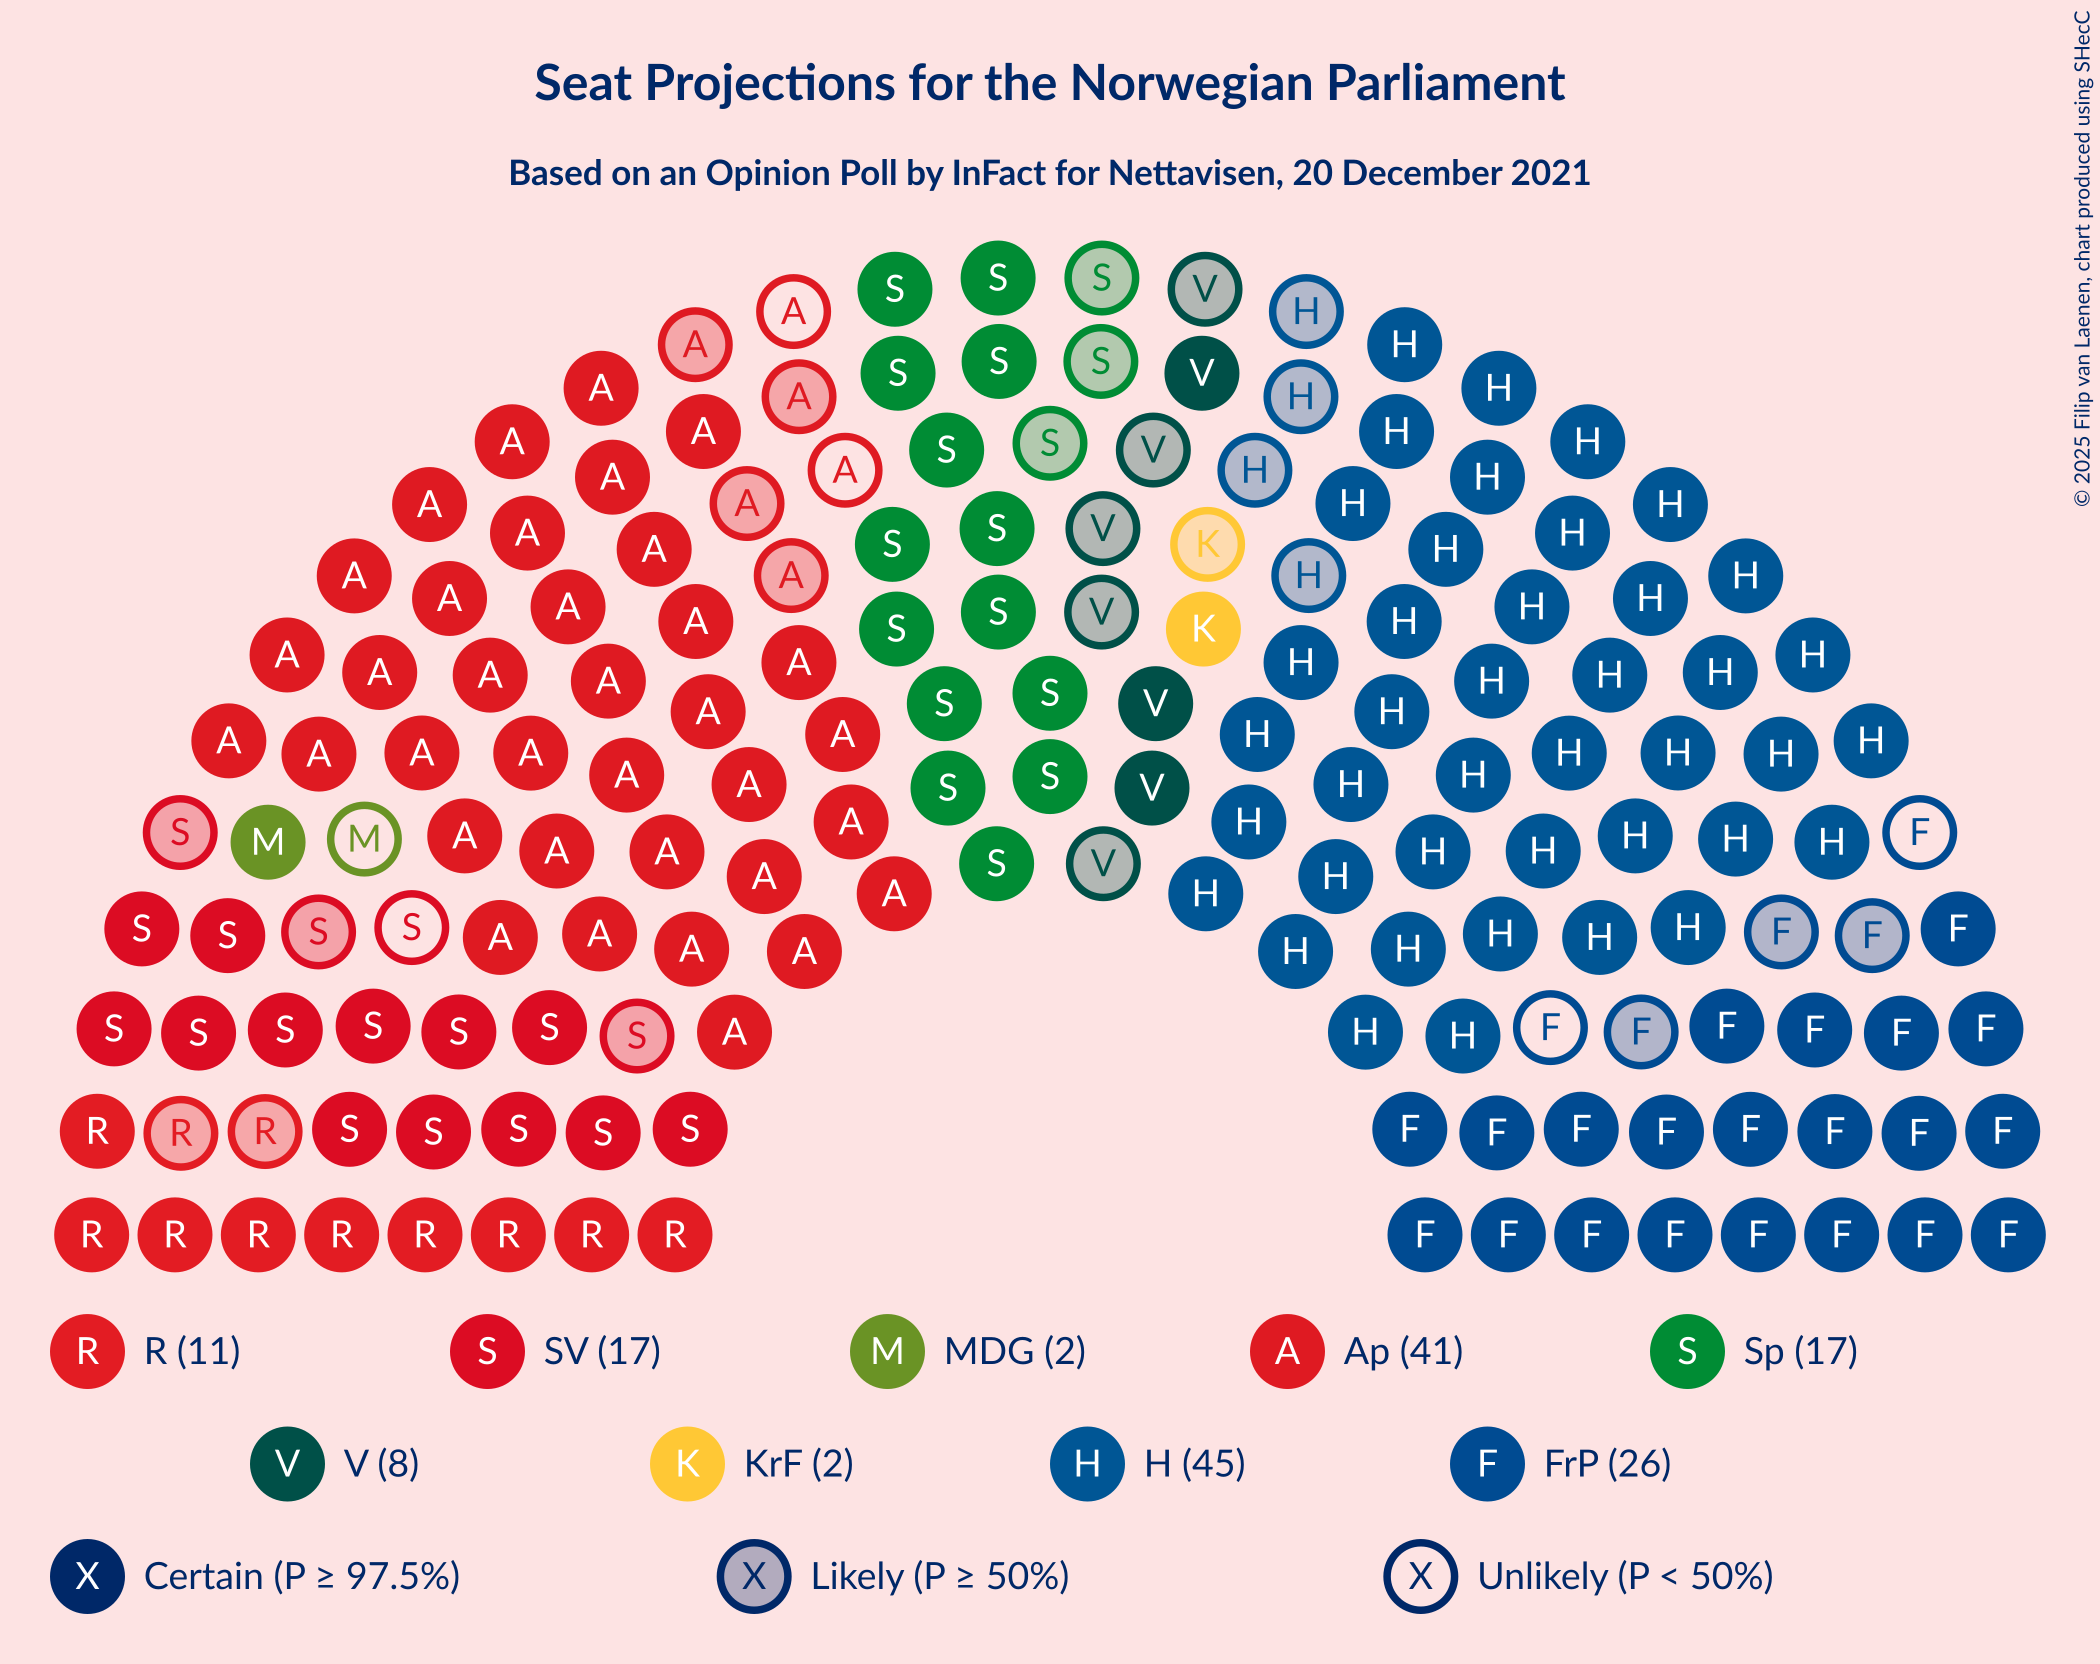 Seat Projections for the Norwegian Parliament
Based on an Opinion Poll by InFact for Nettavisen, 20 December 2021
© 2025 Filip van Laenen, chart produced using SHecC
S S S V H
A A H H
S S S V
A A H H
A A H H
S S V
A A H H
A A H H
A A H H
S S V K
A A H H
A A H H
A A H H
S S V K
A A H H
A A H H
A A H H
S S V
A A H H
A A A A A A A H H H H H H H
S M M A A A A A S S V H H H H H H H F
S S S S A A A A A S V H H H H H H F F F
S S S S S S S A H H F F F F F F
R R R S S S S S F F F F F F F F
R R R R R R R R F F F F F F F F
R R (11) S SV (17) M MDG (2) A Ap (41) S Sp (17)
V V (8) K KrF (2) H H (45) F FrP (26)
X Certain (P ≥ 97.5%) X Likely (P ≥ 50%) X Unlikely (P < 50%)